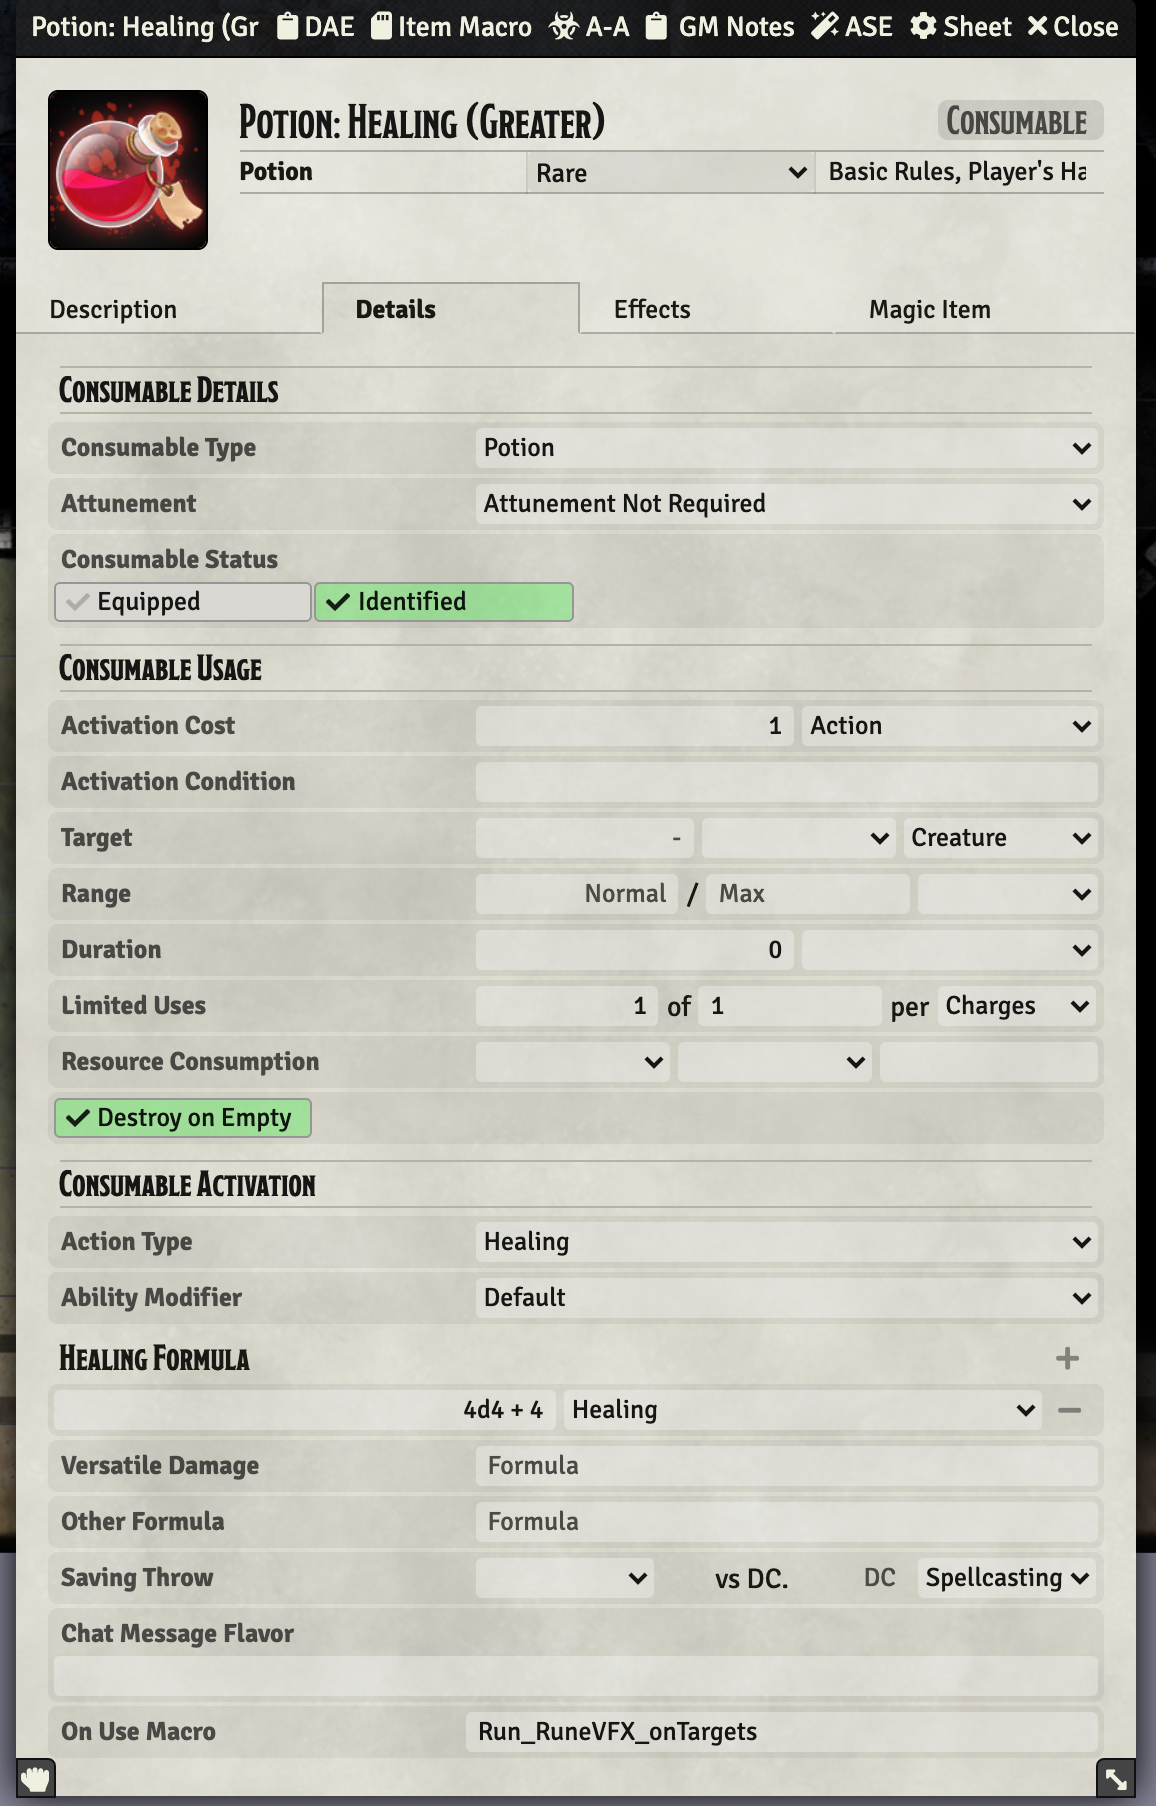 Potion: Healing (Gr DAE Item Macro A-A GM Notes ASE Sheet Close
Potion: Healing (Greater) Consumable
Potion Rare Basic Rules, Player's Ha
Description Details Effects Magic Item
Consumable Details
Consumable Type Potion
Attunement Attunement Not Required
Consumable Status
Equipped Identified
Consumable Usage
Activation Cost 1 Action
Activation Condition
Target - Creature
Range Normal / Max
Duration 0
Limited Uses 1 of 1 per Charges
Resource Consumption
Destroy on Empty
Consumable Activation
Action Type Healing
Ability Modifier Default
Healing Formula
4d4 + 4 Healing
Versatile Damage Formula
Other Formula Formula
Saving Throw vs DC. DC Spellcasting
Chat Message Flavor
On Use Macro Run_RuneVFX_onTargets